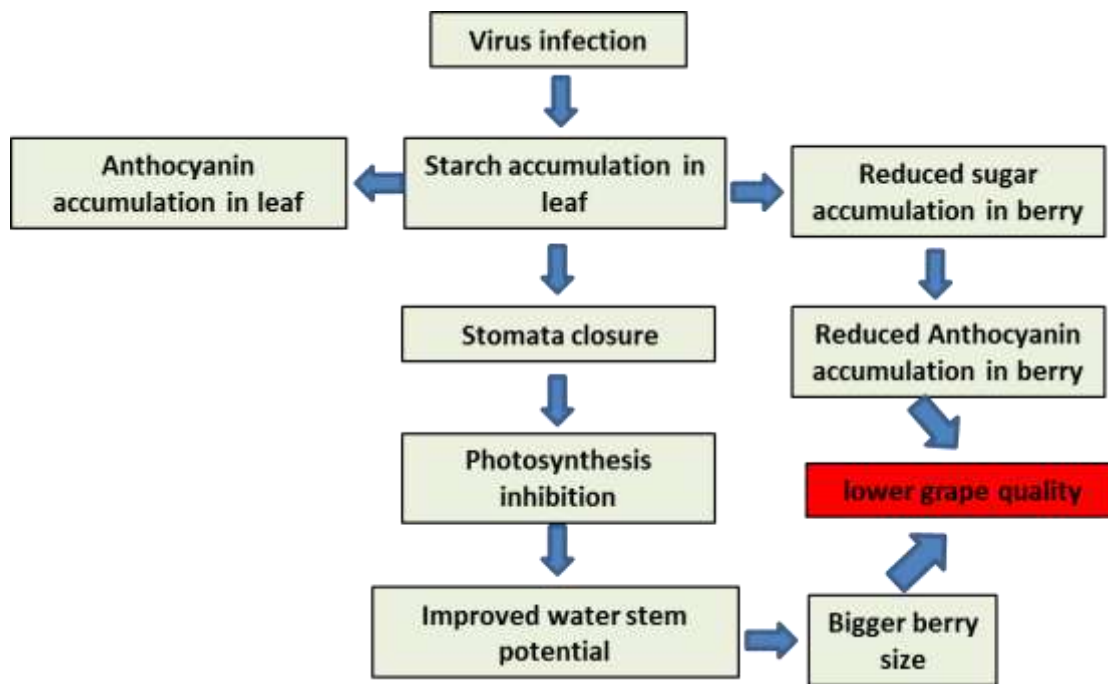 Virus infection
Anthocyanin
accumulation in leaf
Starch accumulation in
leaf
Reduced sugar
accumulation in berry
Stomata closure
Reduced Anthocyanin
accumulation in berry
Photosynthesis
inhibition
lower grape quality
Improved water stem
potential
Bigger berry
size